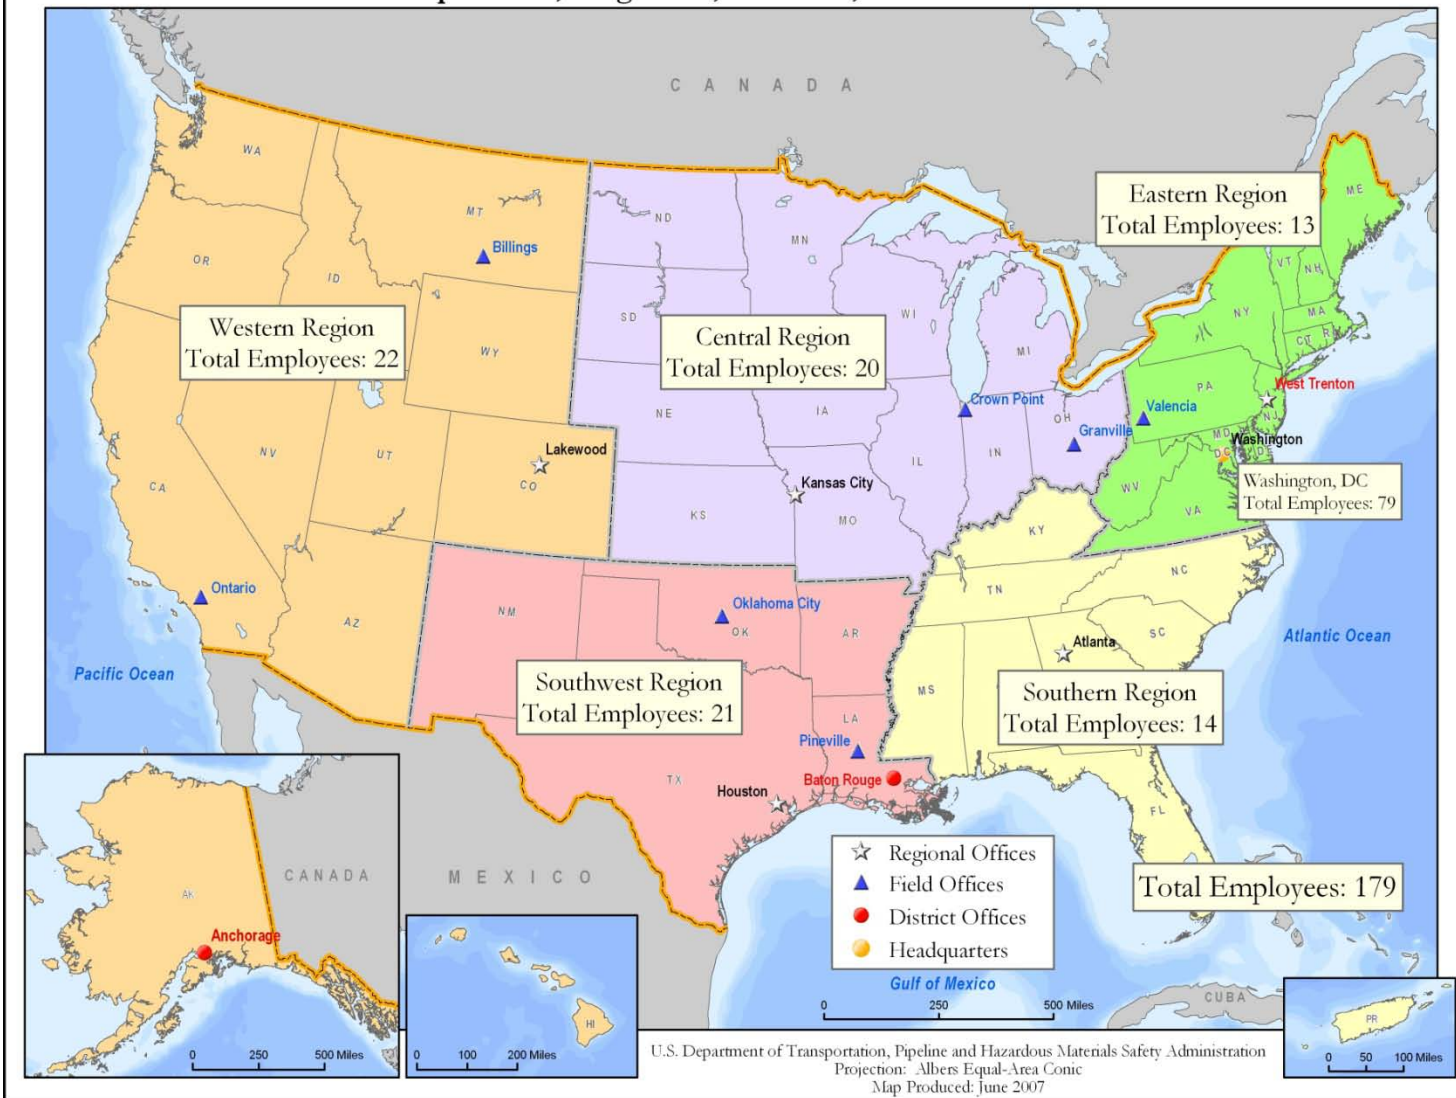 C A N A D A
WA
MT
ND
MN
ME
Eastern Region
Total Employees: 13
Billings
OR
ID
VT
NH
NY
MA
CT
Western Region
Total Employees: 22
SD
WI
Central Region
Total Employees: 20
WY
MI
PA
West Trenton
NE
IA
Crown Point
OH
Granville
Valencia
NJ
MD
Washington
DC
DE
Lakewood
NV
UT
CO
CA
IL
IN
Washington, DC
Total Employees: 79
WV
VA
Kansas City
KS
MO
KY
NC
TN
Ontario
NM
Oklahoma City
OK
AR
AZ
SC
Atlanta
Atlantic Ocean
Pacific Ocean
Southwest Region
Total Employees: 21
MS
Southern Region
Total Employees: 14
LA
Pineville
TX
Baton Rouge
Houston
FL
Regional Offices
Field Offices
District Offices
Headquarters
Total Employees: 179
CANADA
M E X I C O
AK
Anchorage
Gulf of Mexico
CUBA
0 250 500 Miles
HI
PR
0 250 500 Miles
0 100 200 Miles
0 50 100 Miles
U.S. Department of Transportation, Pipeline and Hazardous Materials Safety Administration
Projection: Albers Equal-Area Conic
Map Produced: June 2007